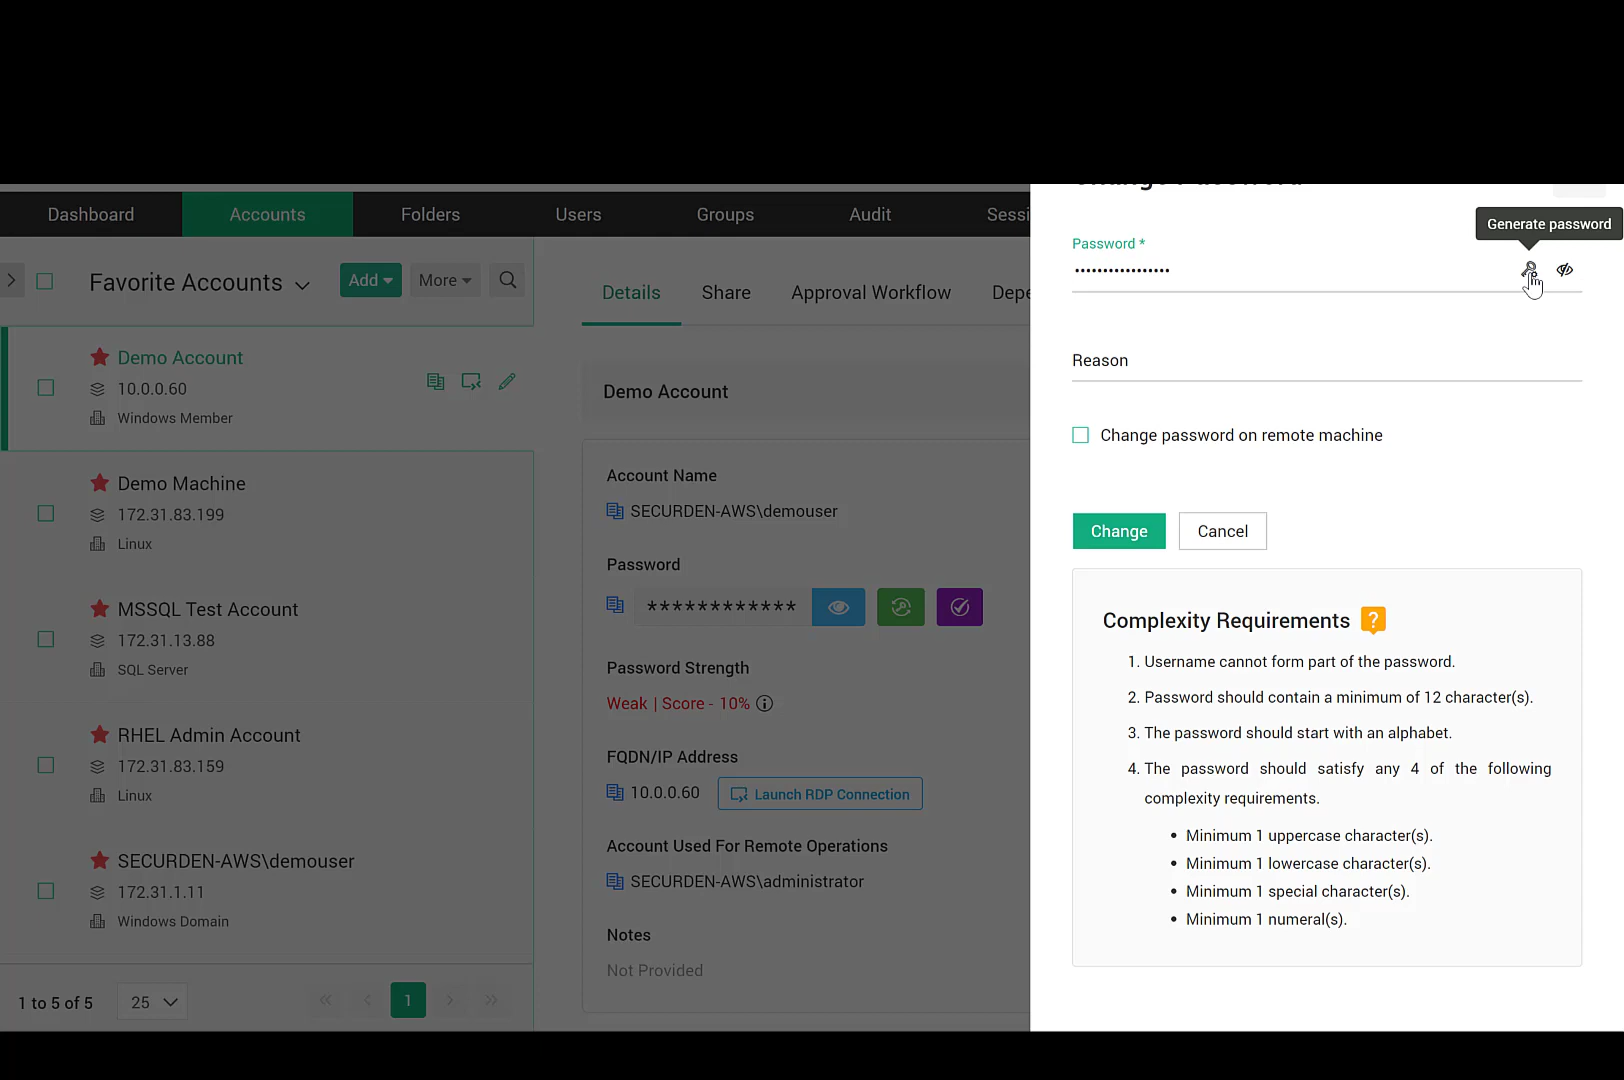 Dashboard
Accounts
Folders
Users
Groups
Audit
Sessi
Favorite Accounts
Add
More
Demo Account
10.0.0.60
Windows Member
Demo Machine
172.31.83.199
Linux
MSSQL Test Account
172.31.13.88
SQL Server
RHEL Admin Account
172.31.83.159
Linux
SECURDEN-AWS\demouser
172.31.1.11
Windows Domain
1 to 5 of 5
25
1
Details
Share
Approval Workflow
Depe
Demo Account
Account Name
SECURDEN-AWS\demouser
Password
************
Password Strength
Weak | Score - 10%
FQDN/IP Address
10.0.0.60
Launch RDP Connection
Account Used For Remote Operations
SECURDEN-AWS\administrator
Notes
Not Provided
Generate password
Password *
•••••••••••••••••
Reason
Change password on remote machine
Change
Cancel
Complexity Requirements ?
1. Username cannot form part of the password.
2. Password should contain a minimum of 12 character(s).
3. The password should start with an alphabet.
4. The password should satisfy any 4 of the following
complexity requirements.
• Minimum 1 uppercase character(s).
• Minimum 1 lowercase character(s).
• Minimum 1 special character(s).
• Minimum 1 numeral(s).